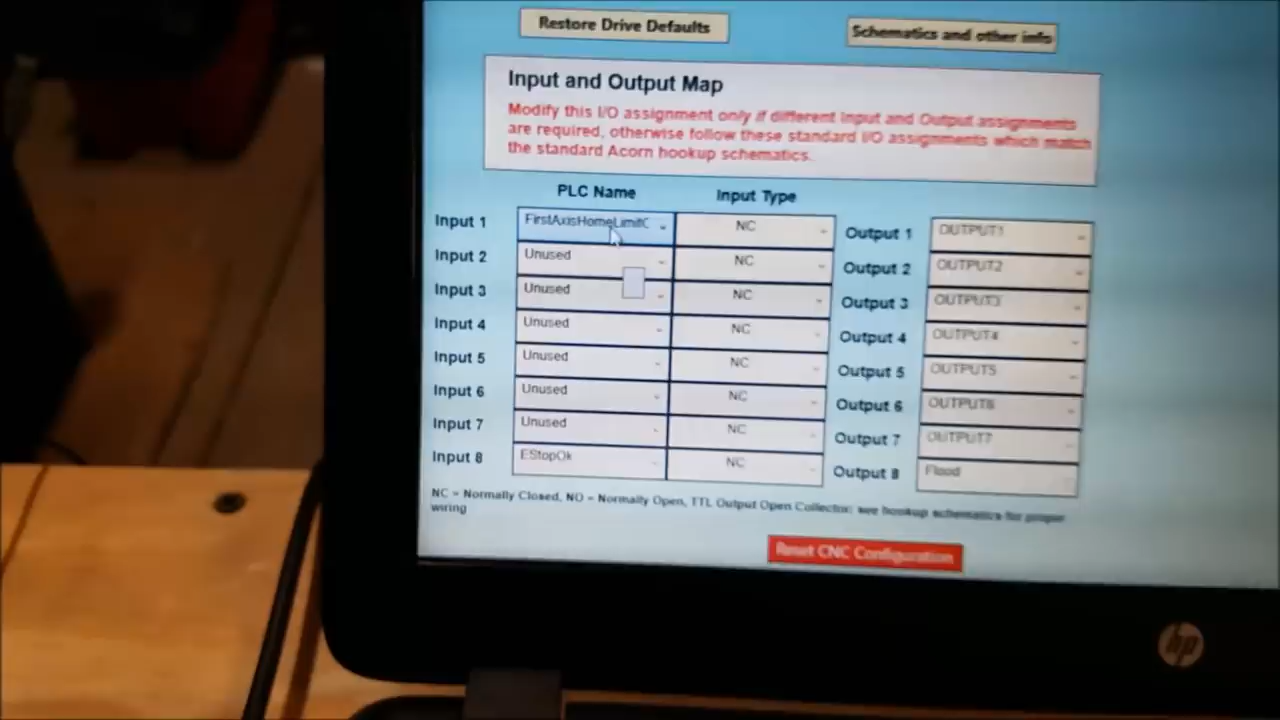 Restore Drive Defaults
Schematics and other info
Input and Output Map
Modify this I/O assignment only if different Input and Output assignments
are required, otherwise follow these standard I/O assignments which match
the standard Acorn hookup schematics.
PLC Name
Input Type
Input 1 FirstAxisHomeLimitO NC Output 1 OUTPUT1
Input 2 Unused NC Output 2 OUTPUT2
Input 3 Unused NC Output 3 OUTPUT3
Input 4 Unused NC Output 4 OUTPUT4
Input 5 Unused NC Output 5 OUTPUT5
Input 6 Unused NC Output 6 OUTPUT6
Input 7 Unused NC Output 7 OUTPUT7
Input 8 EStopOk NC Output 8 Flood
NC = Normally Closed, NO = Normally Open, TTL Output Open Collector: see hookup schematics for proper
wiring
Reset CNC Configuration
hp